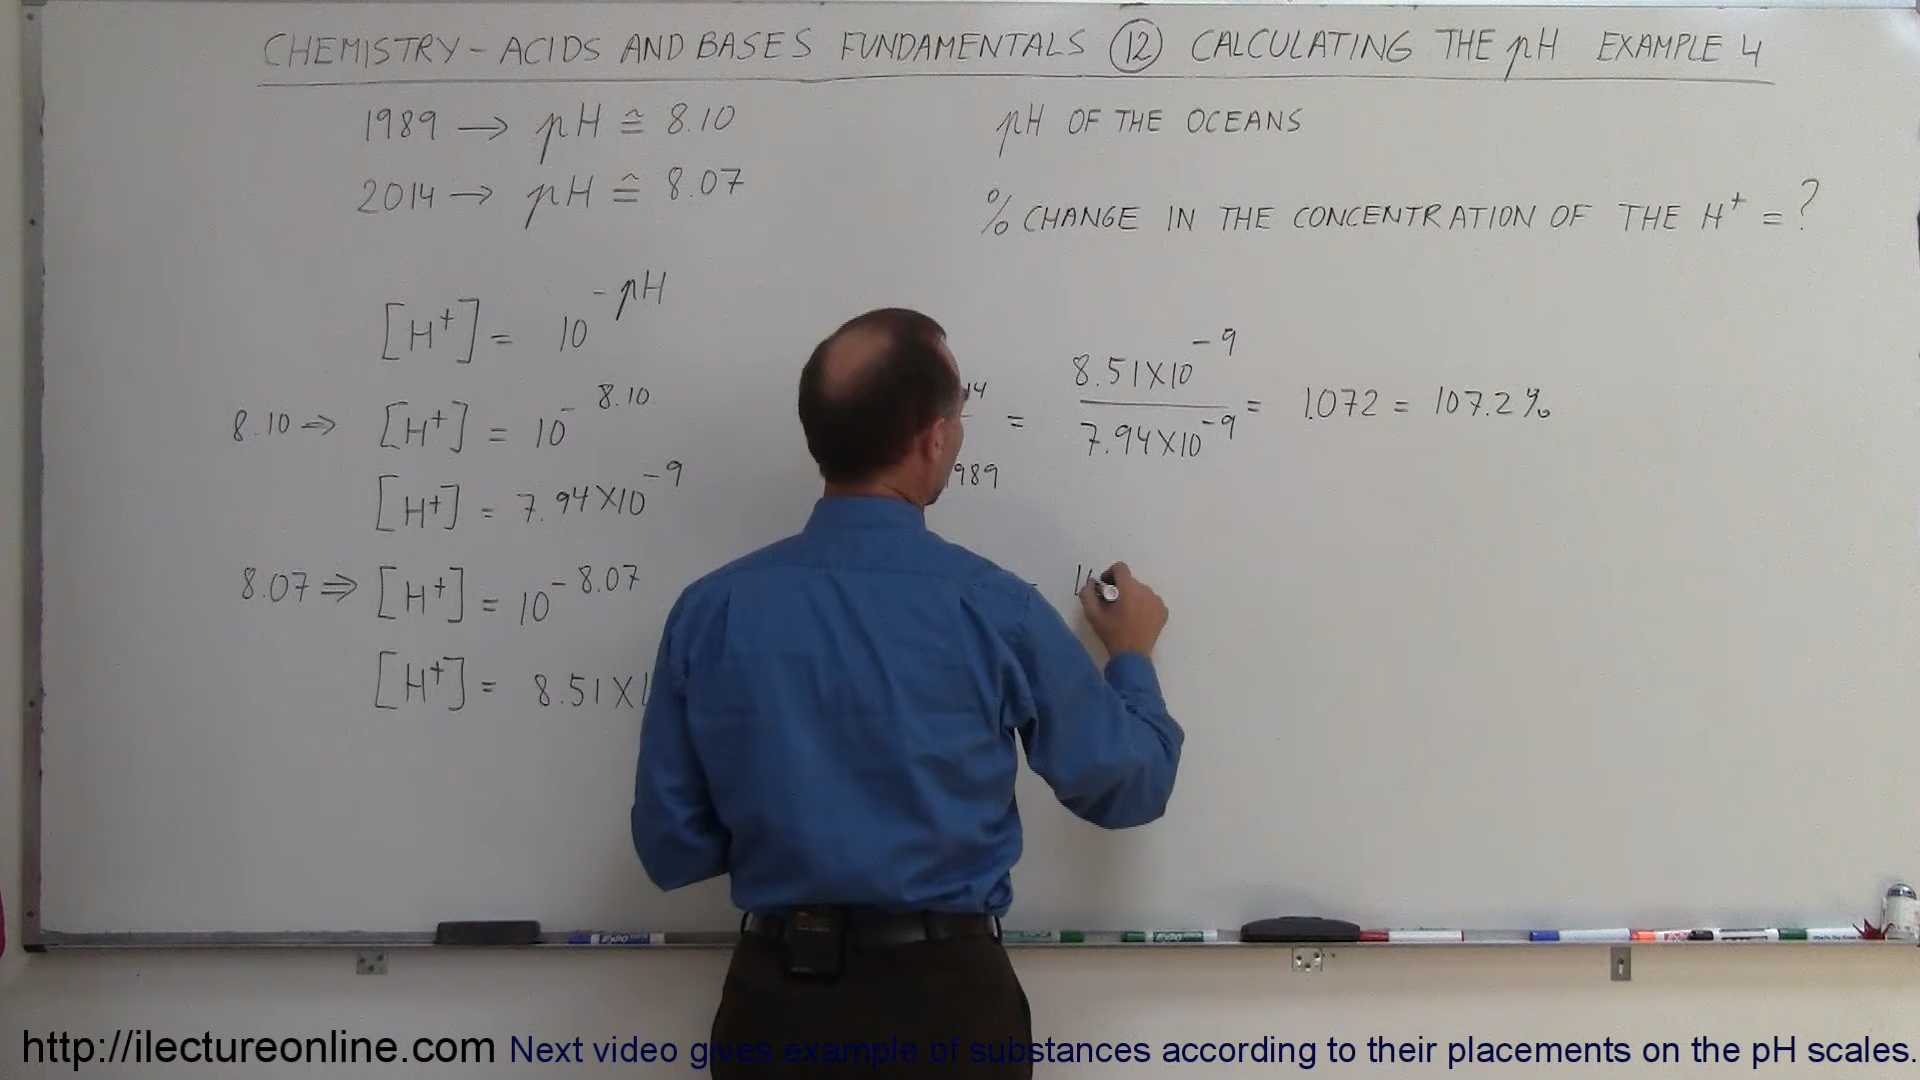 CHEMISTRY - ACIDS AND BASES FUNDAMENTALS 12 CALCULATING THE pH EXAMPLE 4
1989 → pH ≅ 8.10
2014 → pH ≅ 8.07
pH OF THE OCEANS
% CHANGE IN THE CONCENTRATION OF THE H⁺ = ?
[H⁺] = 10^-pH
8.10 ⇒ [H⁺] = 10^-8.10
[H⁺] = 7.94 X 10^-9
8.07 ⇒ [H⁺] = 10^-8.07
[H⁺] = 8.51 X
= 8.51 X 10^-9 / 7.94 X 10^-9 = 1.072 = 107.2 %
1989
http://ilectureonline.com Next video gives example of substances according to their placements on the pH scales.